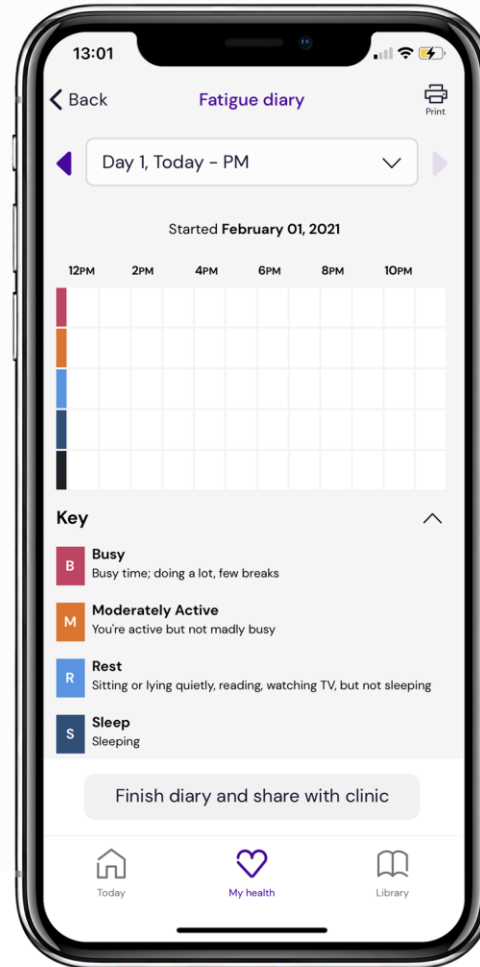 13:01
Back
Fatigue diary
Print
Day 1, Today - PM
Started February 01, 2021
12PM 2PM 4PM 6PM 8PM 10PM
Key
B
Busy
Busy time; doing a lot, few breaks
M
Moderately Active
You're active but not madly busy
R
Rest
Sitting or lying quietly, reading, watching TV, but not sleeping
S
Sleep
Sleeping
Finish diary and share with clinic
Today My health Library